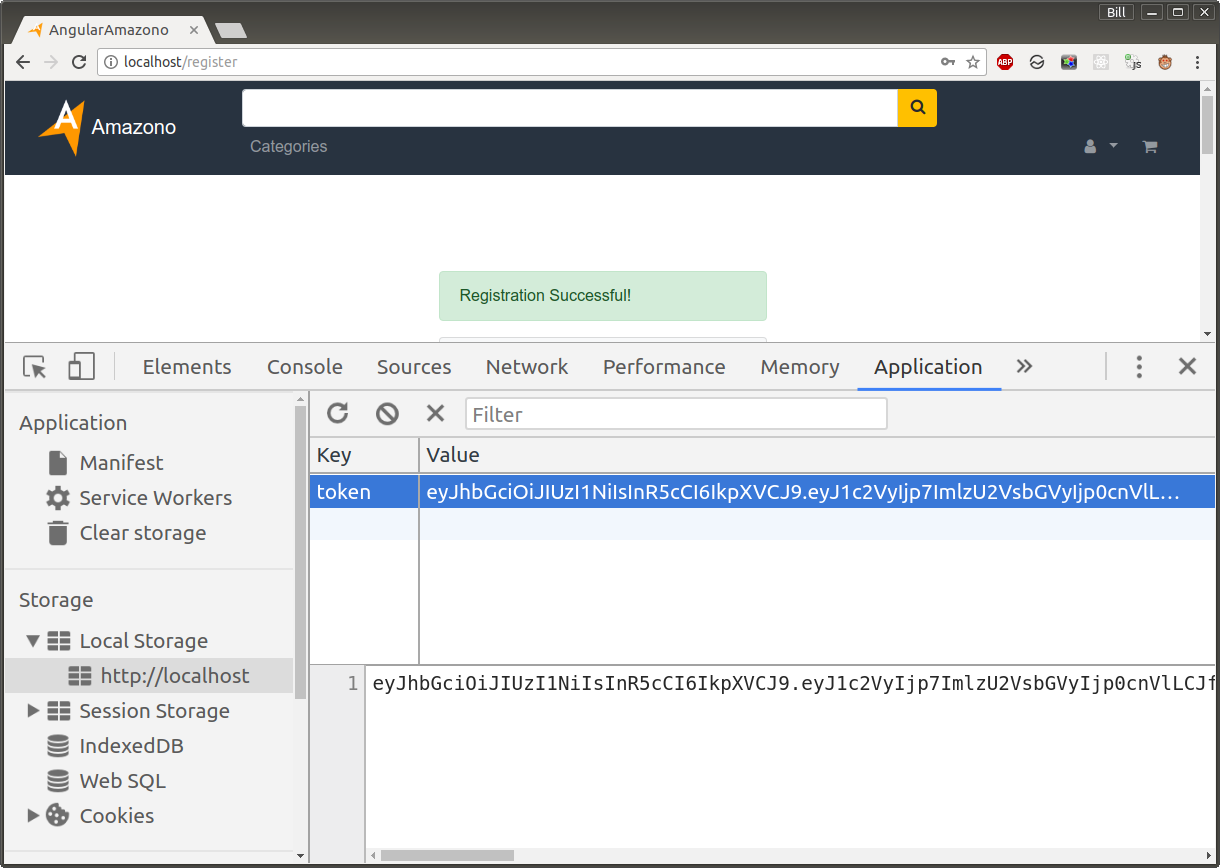 Bill
AngularAmazono
localhost/register
ABP
js
A
Amazono
Categories
Registration Successful!
Elements Console Sources Network Performance Memory Application
Application
Manifest
Service Workers
Clear storage
Storage
Local Storage
http://localhost
Session Storage
IndexedDB
Web SQL
Cookies
Filter
Key Value
token eyJhbGciOiJIUzI1NiIsInR5cCI6IkpXVCJ9.eyJ1c2VyIjp7ImlzU2VsbGVyIjp0cnVlL…
1 eyJhbGciOiJIUzI1NiIsInR5cCI6IkpXVCJ9.eyJ1c2VyIjp7ImlzU2VsbGVyIjp0cnVlLCJf